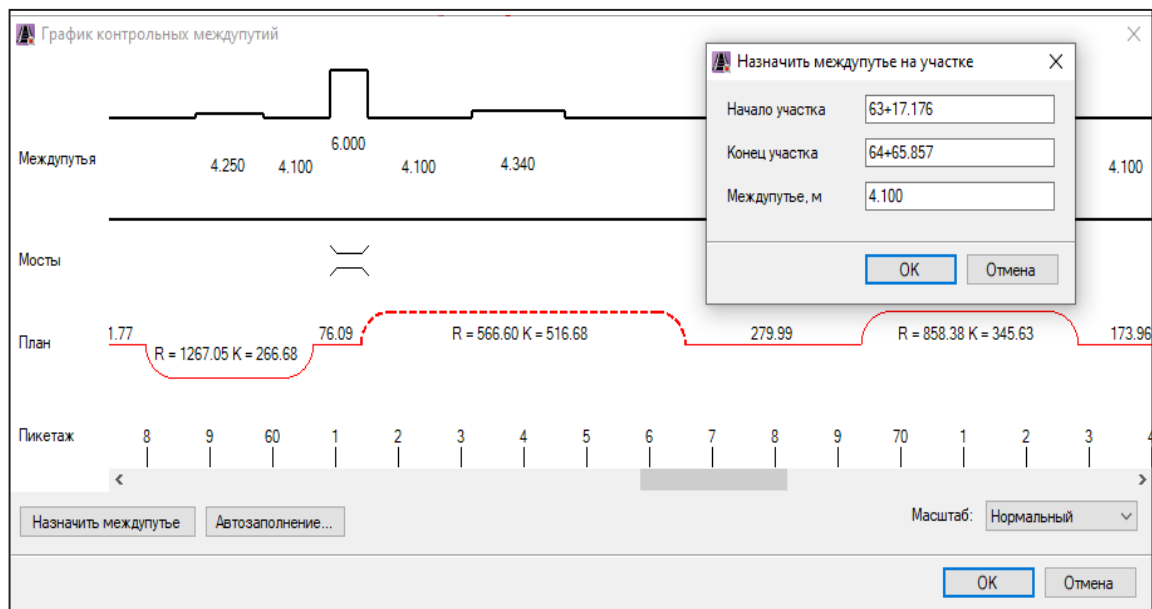 График контрольных междупутий
Назначить междупутье на участке
Начало участка 63+17.176
Конец участка 64+65.857
Междупутье, м 4.100
OK Отмена
Междупутья 4.250 4.100 6.000 4.100 4.340 4.100
Мосты
План 1.77 R = 1267.05 K = 266.68 76.09 R = 566.60 K = 516.68 279.99 R = 858.38 K = 345.63 173.96
Пикетаж 8 9 60 1 2 3 4 5 6 7 8 9 70 1 2 3 4
Назначить междупутье Автозаполнение... Масштаб: Нормальный
OK Отмена